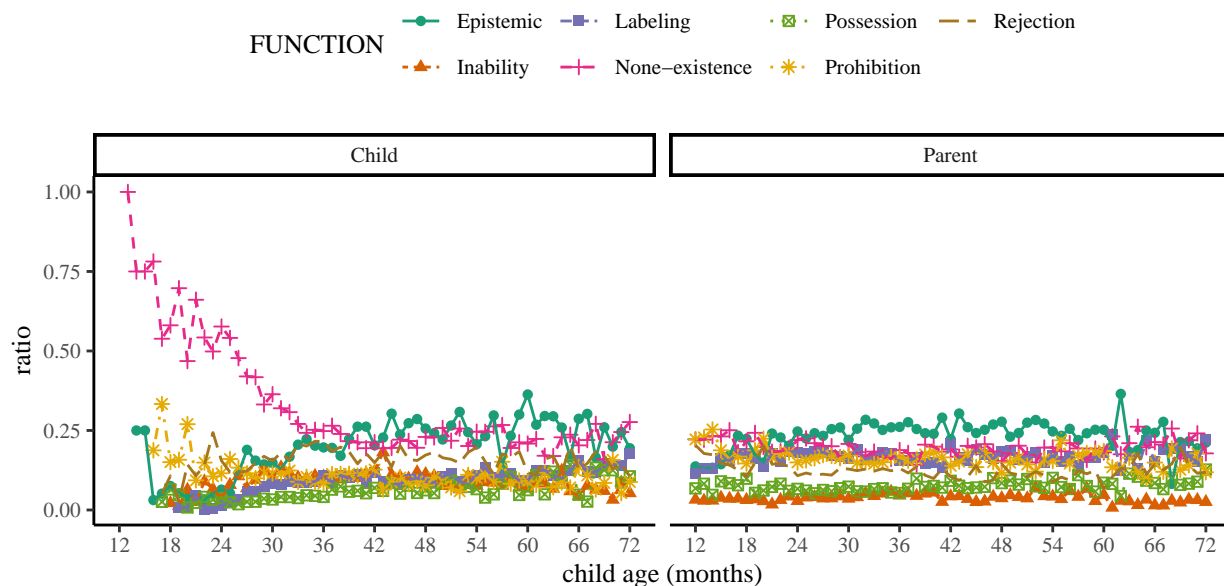 FUNCTION
Epistemic Labeling Possession Rejection
Inability None−existence Prohibition
Child Parent
ratio
1.00
0.75
0.50
0.25
0.00
12 18 24 30 36 42 48 54 60 66 72 12 18 24 30 36 42 48 54 60 66 72
child age (months)